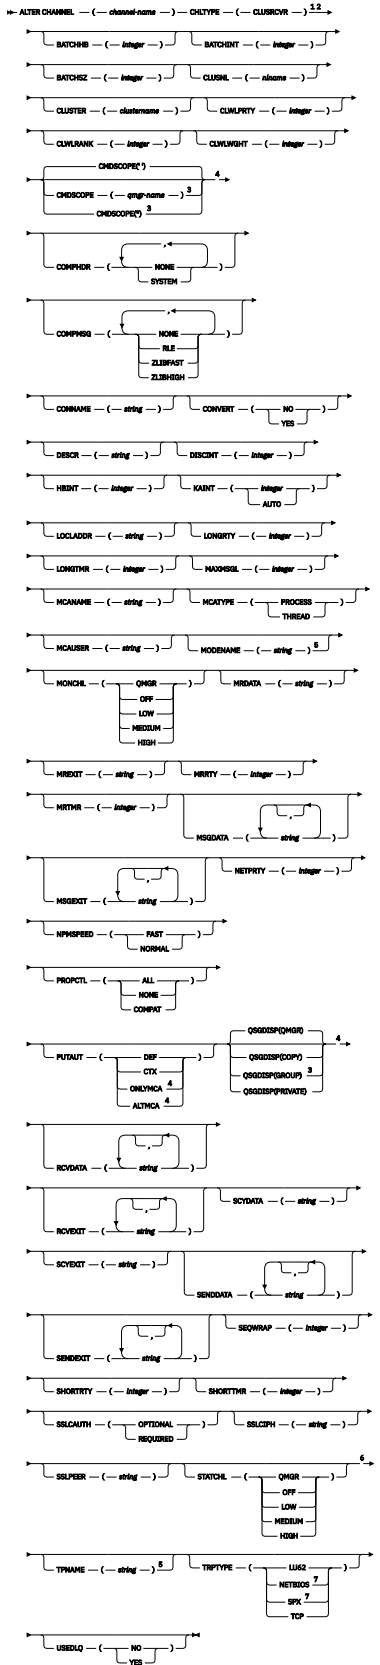 ALTER CHANNEL ( channel-name ) CHLTYPE ( CLUSRCVR ) 1 2
BATCHHB ( integer ) BATCHINT ( integer )
BATCHSZ ( integer ) CLUSNL ( nlname )
CLUSTER ( clustername ) CLWLPRTY ( integer )
CLWLRANK ( integer ) CLWLWGHT ( integer )
CMDSCOPE(' ') 4
CMDSCOPE ( qmgr-name ) 3
CMDSCOPE(*) 3
,
COMPHDR ( NONE )
SYSTEM
,
COMPMSG ( NONE )
RLE
ZLIBFAST
ZLIBHIGH
CONNAME ( string ) CONVERT ( NO )
YES
DESCR ( string ) DISCINT ( integer )
HBINT ( integer ) KAINT ( integer )
AUTO
LOCLADDR ( string ) LONGRTY ( integer )
LONGTMR ( integer ) MAXMSGL ( integer )
MCANAME ( string ) MCATYPE ( PROCESS )
THREAD
MCAUSER ( string ) MODENAME ( string ) 5
MONCHL ( QMGR ) MRDATA ( string )
OFF
LOW
MEDIUM
HIGH
MREXIT ( string ) MRRTY ( integer )
MRTMR ( integer ) ,
MSGDATA ( string )
, NETPRTY ( integer )
MSGEXIT ( string )
NPMSPEED ( FAST )
NORMAL
PROPCTL ( ALL )
NONE
COMPAT
QSGDISP(QMGR) 4
PUTAUT ( DEF ) QSGDISP(COPY)
CTX QSGDISP(GROUP) 3
ONLYMCA 4 QSGDISP(PRIVATE)
ALTMCA 4
,
RCVDATA ( string )
, SCYDATA ( string )
RCVEXIT ( string )
SCYEXIT ( string ) ,
SENDDATA ( string )
, SEQWRAP ( integer )
SENDEXIT ( string )
SHORTRTY ( integer ) SHORTTMR ( integer )
SSLCAUTH ( OPTIONAL ) SSLCIPH ( string )
REQUIRED
6
SSLPEER ( string ) STATCHL ( QMGR )
OFF
LOW
MEDIUM
HIGH
TPNAME ( string ) 5 TRPTYPE ( LU62 )
NETBIOS 7
SPX 7
TCP
USEDLQ ( NO )
YES